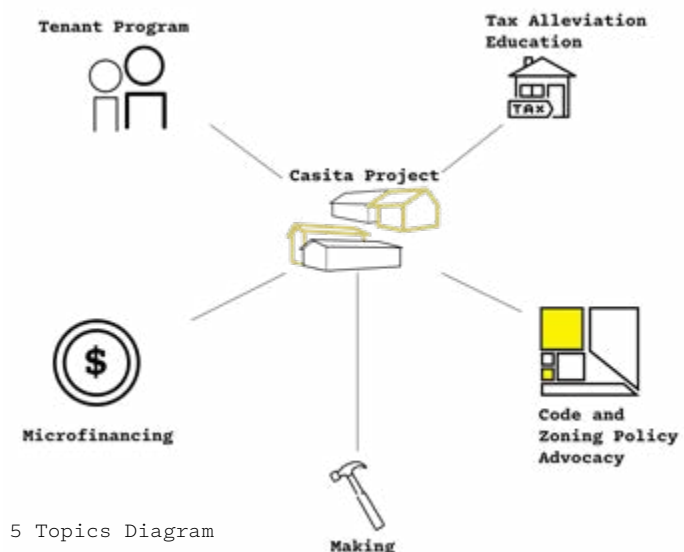 Tenant Program
Tax Alleviation
Education
TAX
Casita Project
$
Microfinancing
Code and
Zoning Policy
Advocacy
5 Topics Diagram
Making